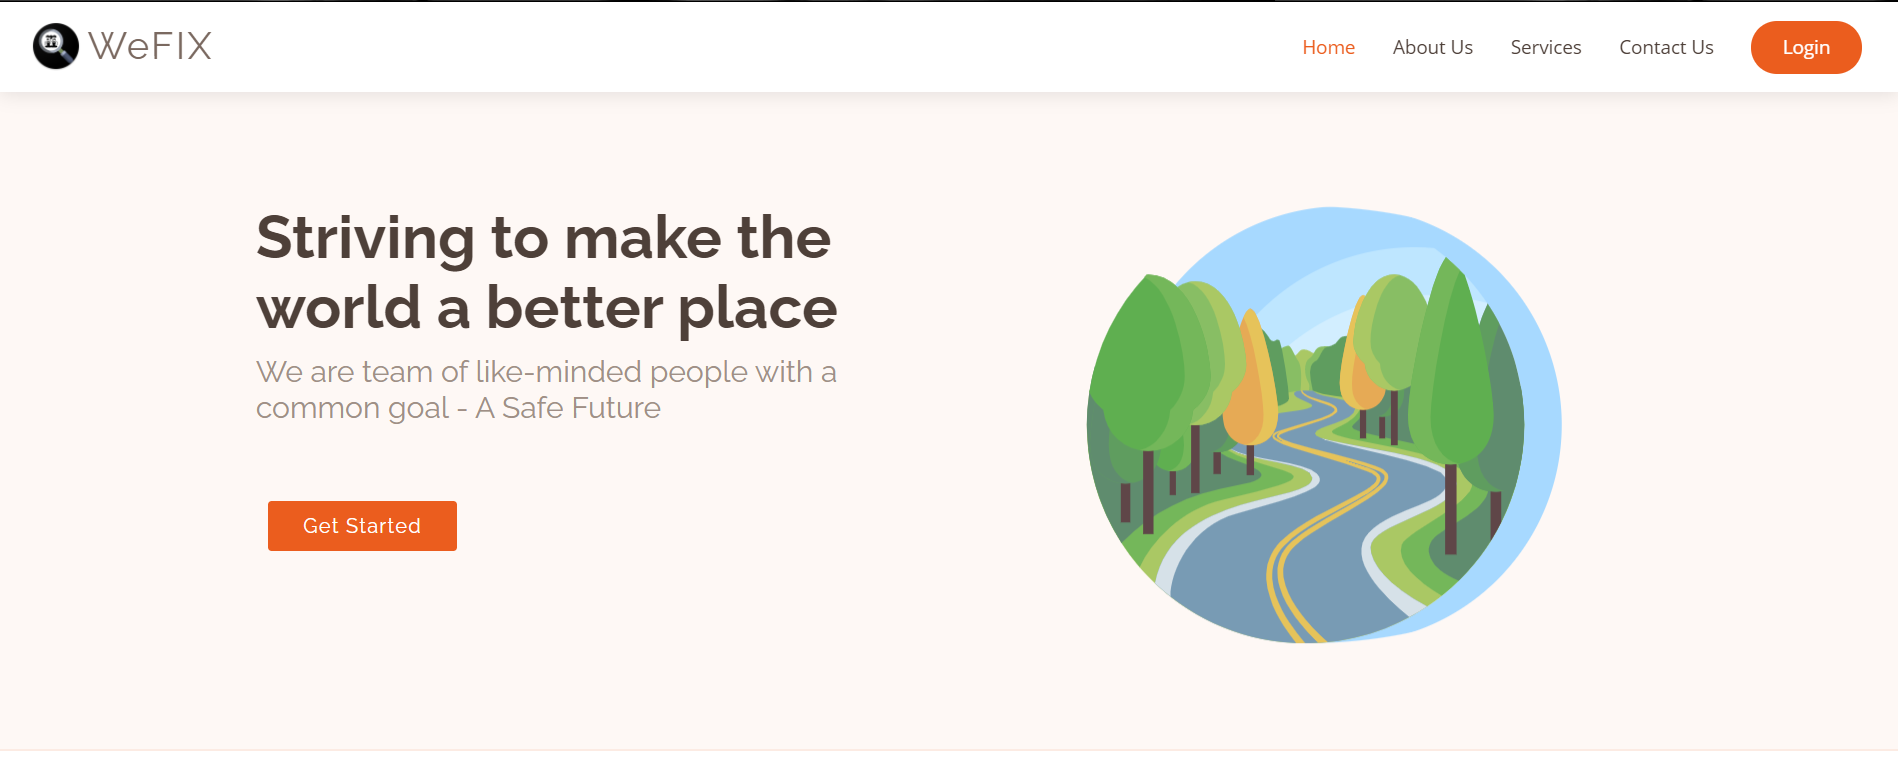 WeFIX
Home About Us Services Contact Us Login
Striving to make the
world a better place
We are team of like-minded people with a
common goal - A Safe Future
Get Started